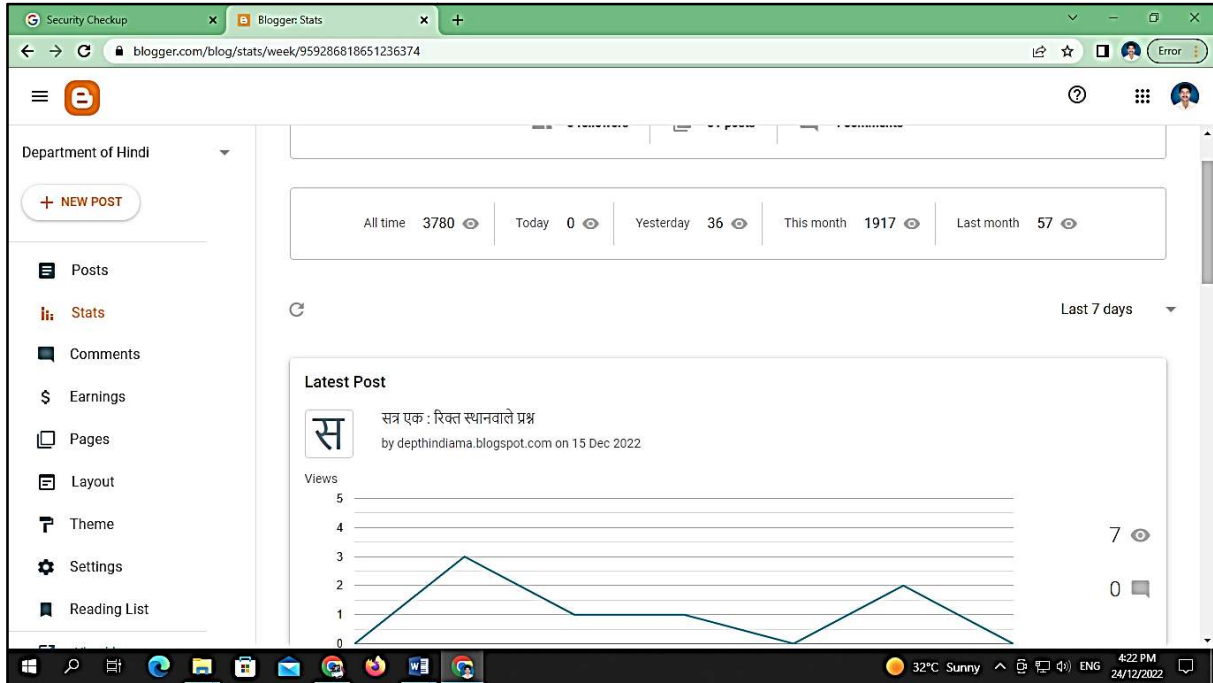 Security Checkup
Blogger: Stats
blogger.com/blog/stats/week/959286818651236374
Error
Department of Hindi
NEW POST
Posts
Stats
Comments
Earnings
Pages
Layout
Theme
Settings
Reading List
All time 3780 Today 0 Yesterday 36 This month 1917 Last month 57
Last 7 days
Latest Post
स
सत्र एक : रिक्त स्थानवाले प्रश्न
by depthindiama.blogspot.com on 15 Dec 2022
Views
5
4
3
2
1
0
7
0
32°C Sunny
ENG
4:22 PM
24/12/2022